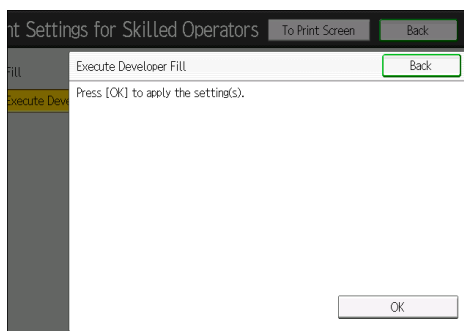 nt Settings for Skilled Operators To Print Screen Back
Fill
Execute Developer Fill Back
Execute Deve
Press [OK] to apply the setting(s).
OK